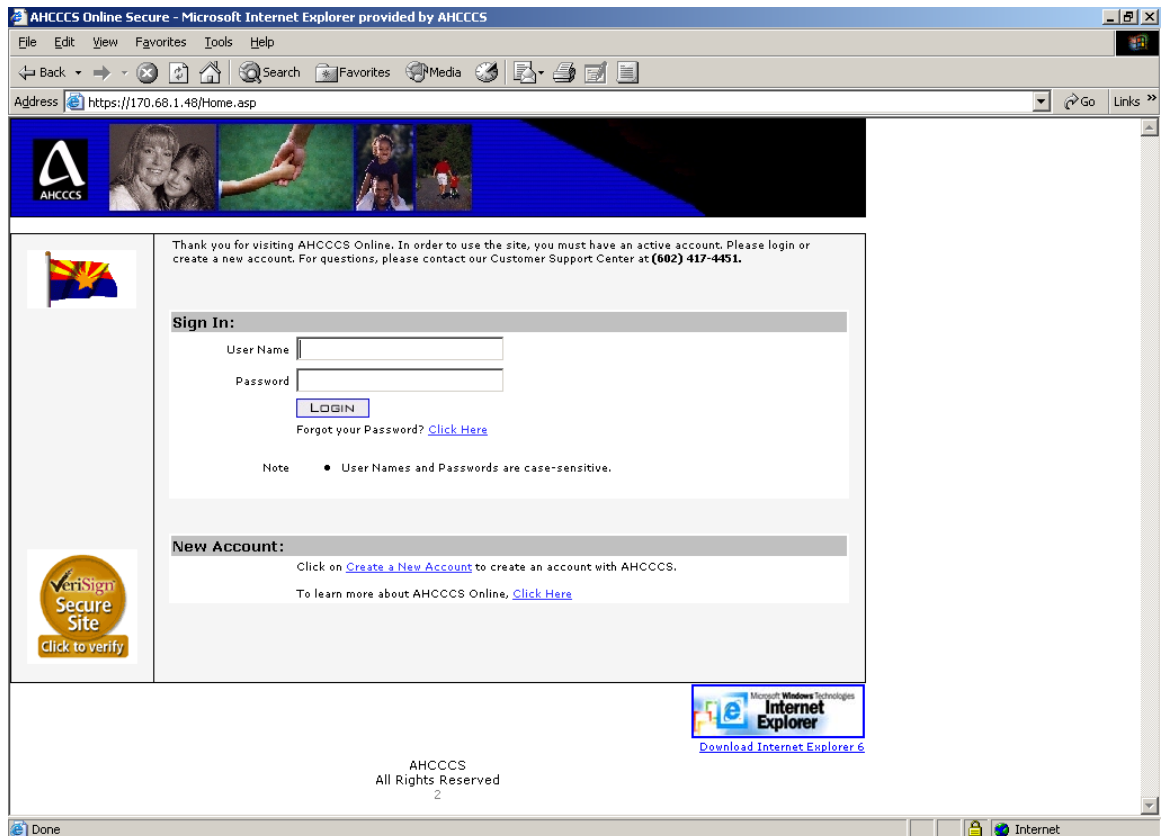 AHCCCS Online Secure - Microsoft Internet Explorer provided by AHCCCS
File Edit View Favorites Tools Help
Back Search Favorites Media
Address https://170.68.1.48/Home.asp Go Links »
AHCCCS
Thank you for visiting AHCCCS Online. In order to use the site, you must have an active account. Please login or
create a new account. For questions, please contact our Customer Support Center at (602) 417-4451.
Sign In:
User Name
Password
LOGIN
Forgot your Password? Click Here
Note • User Names and Passwords are case-sensitive.
New Account:
Click on Create a New Account to create an account with AHCCCS.
To learn more about AHCCCS Online, Click Here
VeriSign
Secure
Site
Click to verify
Microsoft Windows Technologies
Internet
Explorer
Download Internet Explorer 6
AHCCCS
All Rights Reserved
2
Done Internet